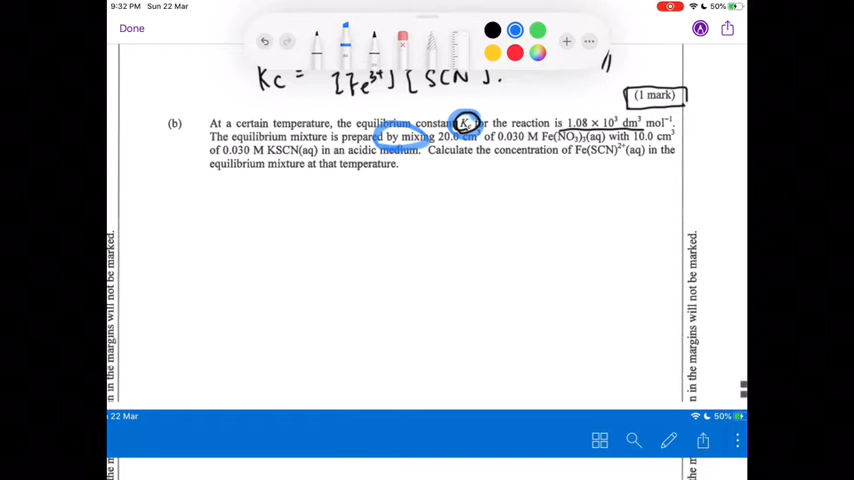 9:32 PM Sun 22 Mar
50%
Done
Kc = [Fe³⁺] [SCN⁻].
(1 mark)
(b) At a certain temperature, the equilibrium constant Kc for the reaction is 1.08 × 10³ dm³ mol⁻¹.
The equilibrium mixture is prepared by mixing 20.0 cm³ of 0.030 M Fe(NO₃)₃(aq) with 10.0 cm³
of 0.030 M KSCN(aq) in an acidic medium. Calculate the concentration of Fe(SCN)²⁺(aq) in the
equilibrium mixture at that temperature.
n in the margins will not be marked.
n in the margins will not be marked.
22 Mar
50%